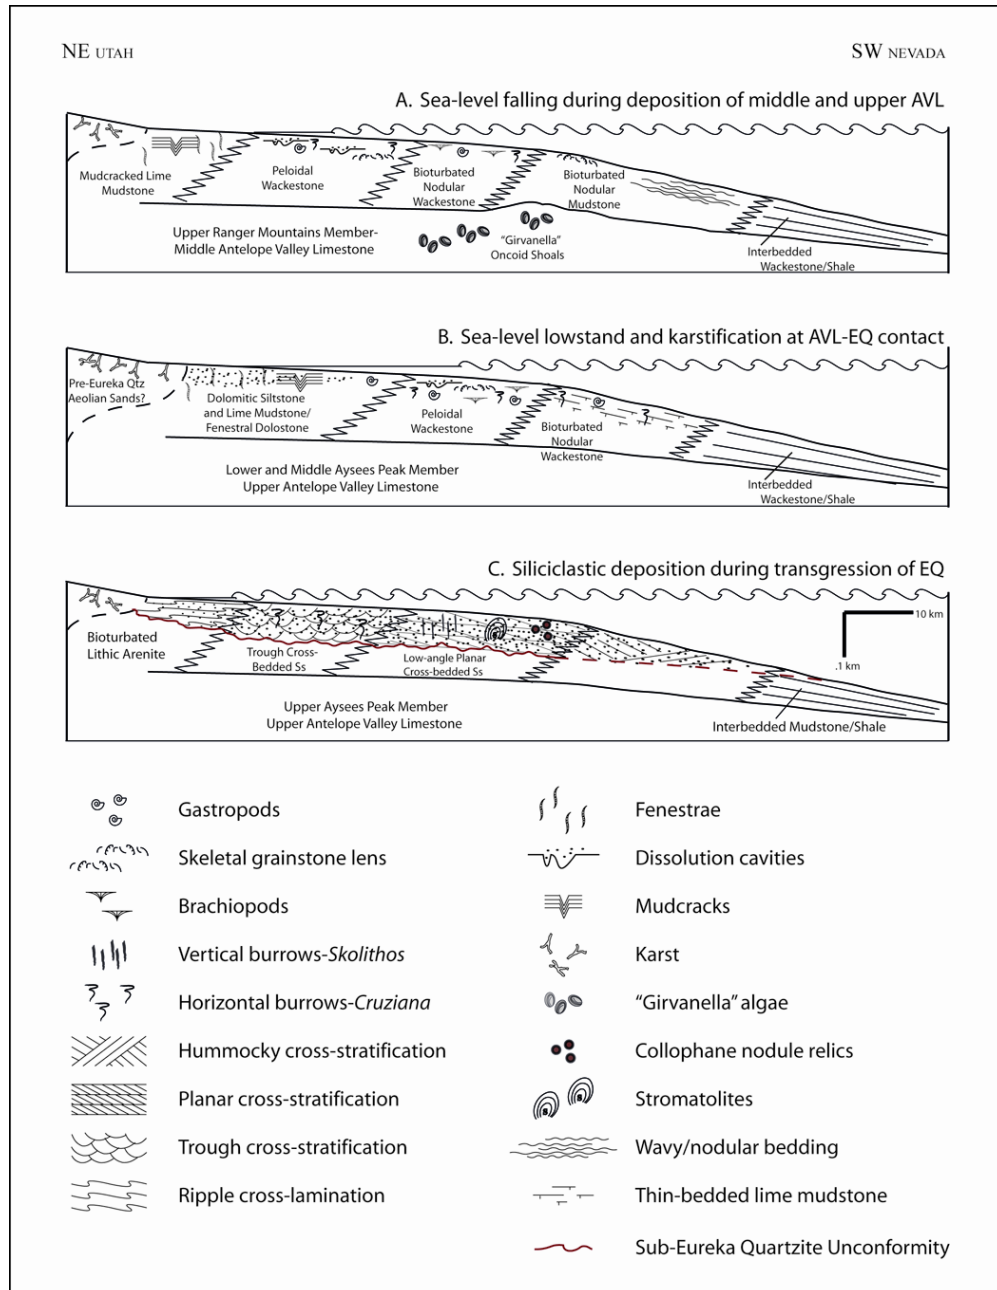 NE UTAH
SW NEVADA
A. Sea-level falling during deposition of middle and upper AVL
Mudcracked Lime
Mudstone
Peloidal
Wackestone
Bioturbated
Nodular
Wackestone
Bioturbated
Nodular
Mudstone
Upper Ranger Mountains Member-
Middle Antelope Valley Limestone
"Girvanella"
Oncoid Shoals
Interbedded
Wackestone/Shale
B. Sea-level lowstand and karstification at AVL-EQ contact
Pre-Eureka Qtz
Aeolian Sands?
Dolomitic Siltstone
and Lime Mudstone/
Fenestral Dolostone
Peloidal
Wackestone
Bioturbated
Nodular
Wackestone
Lower and Middle Aysees Peak Member
Upper Antelope Valley Limestone
Interbedded
Wackestone/Shale
C. Siliciclastic deposition during transgression of EQ
10 km
.1 km
Bioturbated
Lithic Arenite
Trough Cross-
Bedded Ss
Low-angle Planar
Cross-bedded Ss
Upper Aysees Peak Member
Upper Antelope Valley Limestone
Interbedded Mudstone/Shale
Gastropods
Skeletal grainstone lens
Brachiopods
Vertical burrows-Skolithos
Horizontal burrows-Cruziana
Hummocky cross-stratification
Planar cross-stratification
Trough cross-stratification
Ripple cross-lamination
Fenestrae
Dissolution cavities
Mudcracks
Karst
"Girvanella" algae
Collophane nodule relics
Stromatolites
Wavy/nodular bedding
Thin-bedded lime mudstone
Sub-Eureka Quartzite Unconformity